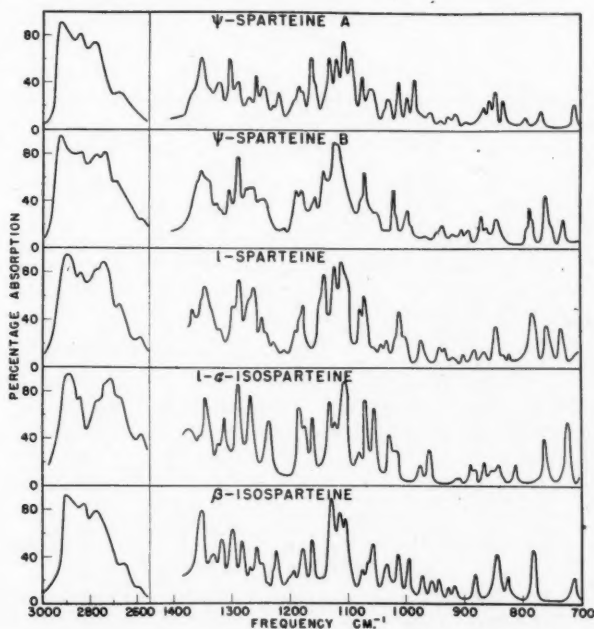 ψ-SPARTEINE A
80
40
0
ψ-SPARTEINE B
80
40
0
l-SPARTEINE
80
40
0
l-α-ISOSPARTEINE
80
40
0
β-ISOSPARTEINE
80
40
0
PERCENTAGE ABSORPTION
3000 2800 2600 1400 1300 1200 1100 1000 900 800 700
FREQUENCY CM.⁻¹